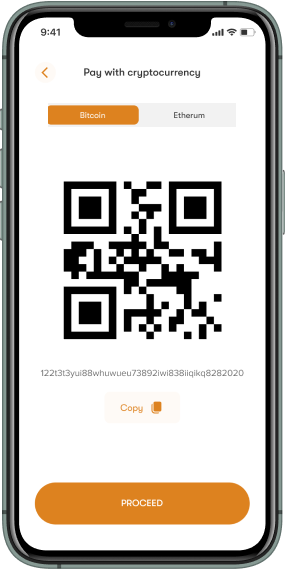 9:41
Pay with cryptocurrency
Bitcoin
Etherum
122t3t3yui88whuwueu73892iwi838iiqikq8282020
Copy
PROCEED